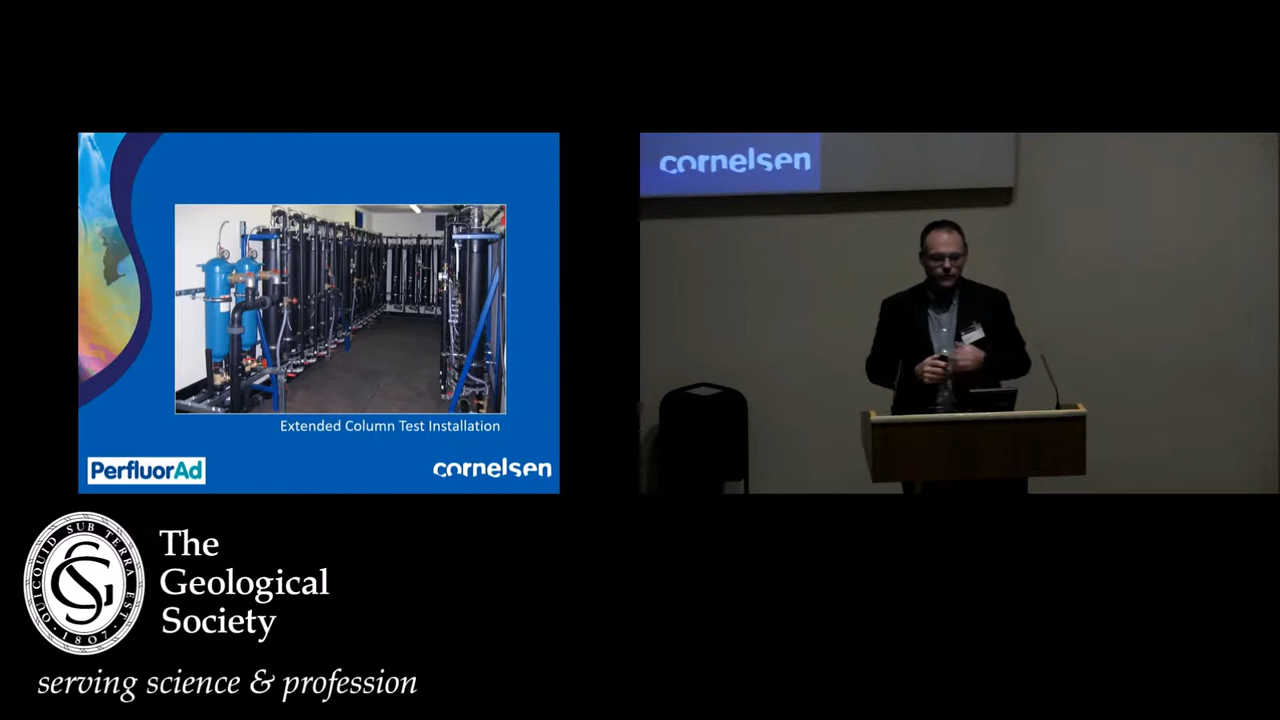 cornelsen
Extended Column Test Installation
PerfluorAd
cornelsen
QUICQUID SUB TERRA EST
1807
The
Geological
Society
serving science & profession